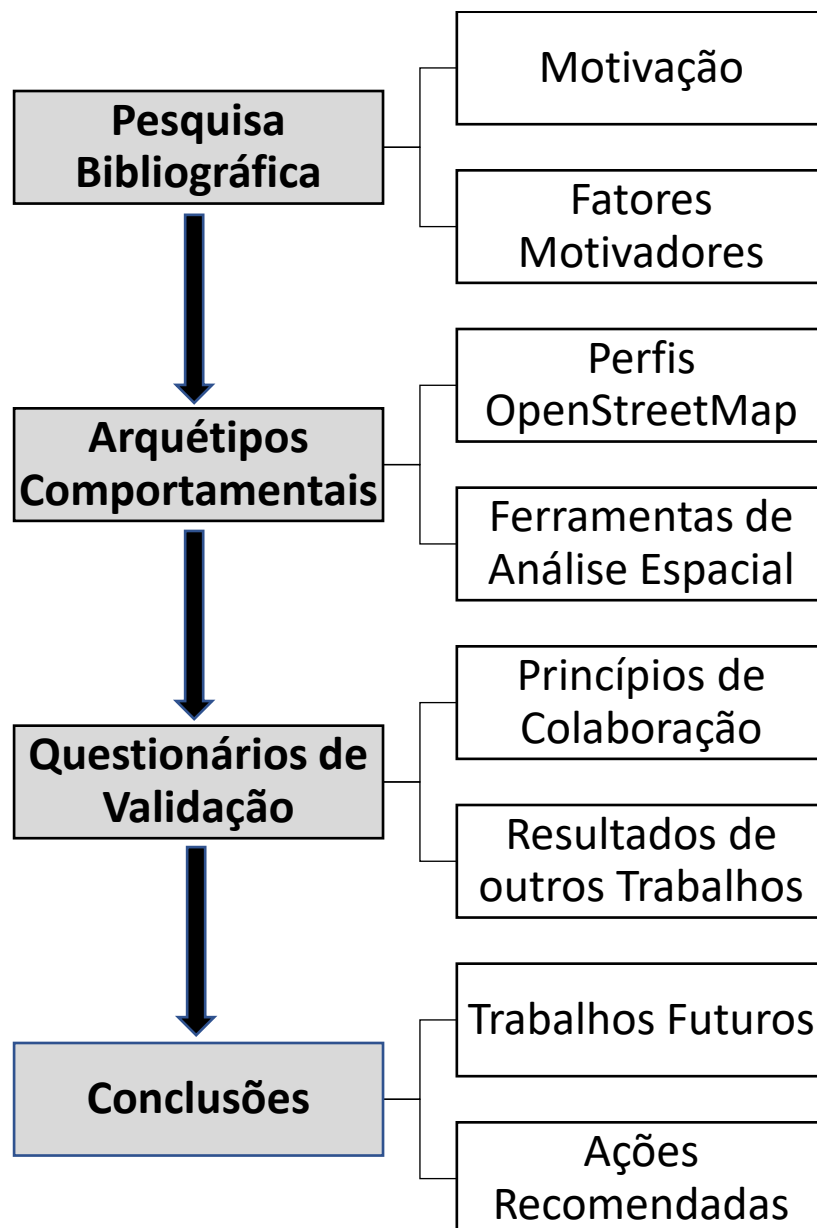 Motivação
Pesquisa
Bibliográfica
Fatores
Motivadores
Perfis
OpenStreetMap
Arquétipos
Comportamentais
Ferramentas de
Análise Espacial
Princípios de
Colaboração
Questionários de
Validação
Resultados de
outros Trabalhos
Trabalhos Futuros
Conclusões
Ações
Recomendadas